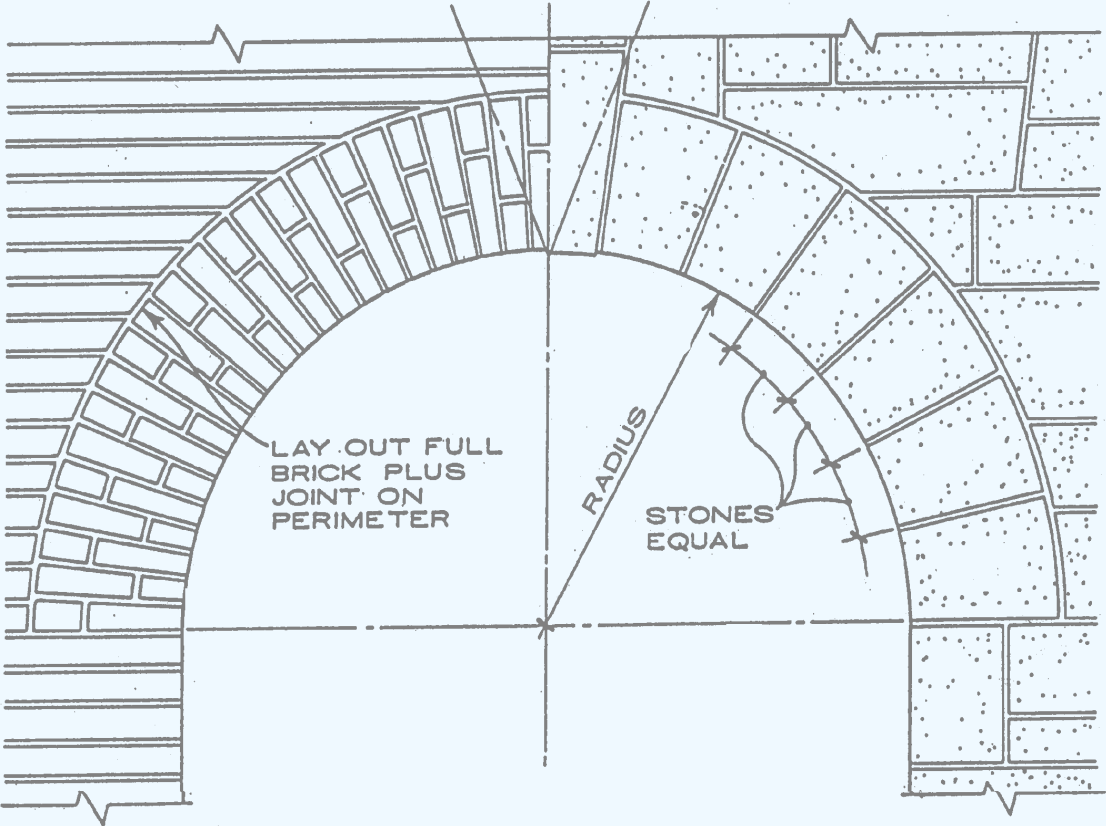 LAY OUT FULL
BRICK PLUS
JOINT ON
PERIMETER
RADIUS
STONES
EQUAL